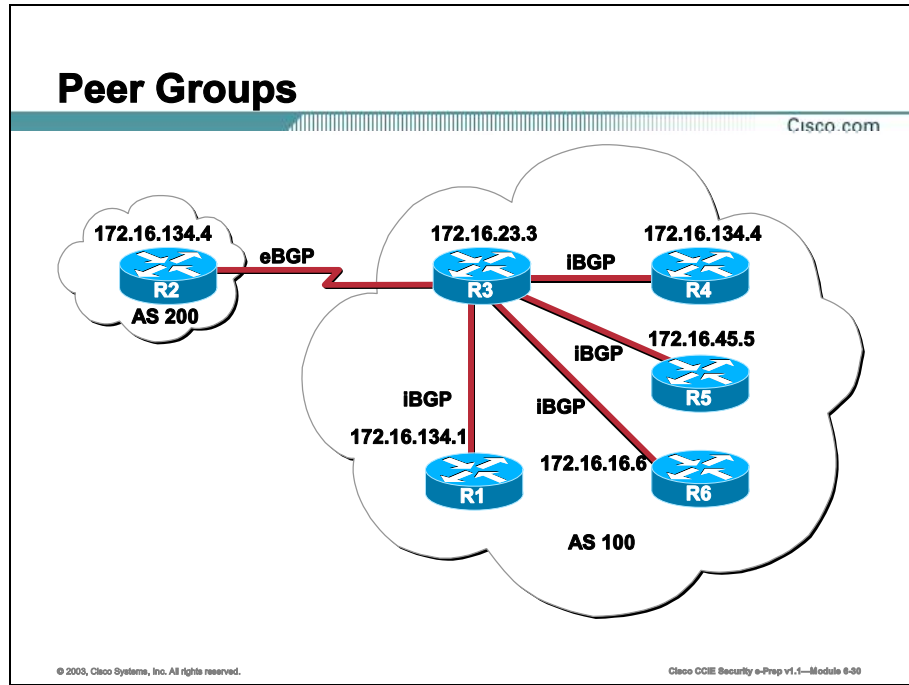 Peer Groups
Cisco.com
172.16.134.4
eBGP
R2
AS 200
172.16.23.3
R3
172.16.134.4
iBGP
R4
172.16.45.5
iBGP
R5
iBGP
172.16.134.1
R1
iBGP
172.16.16.6
R6
AS 100
© 2003, Cisco Systems, Inc. All rights reserved.
Cisco CCIE Security e-Prep v1.1—Module 6-30